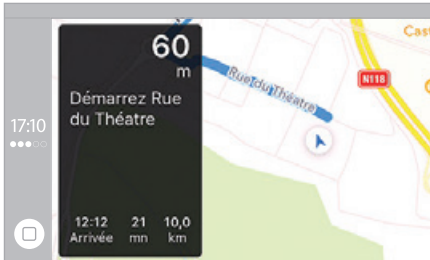 60
m
Démarrez Rue
du Théatre
17:10
12:12 21 10,0
Arrivée mn km
Rue du Théatre
N118
Cas